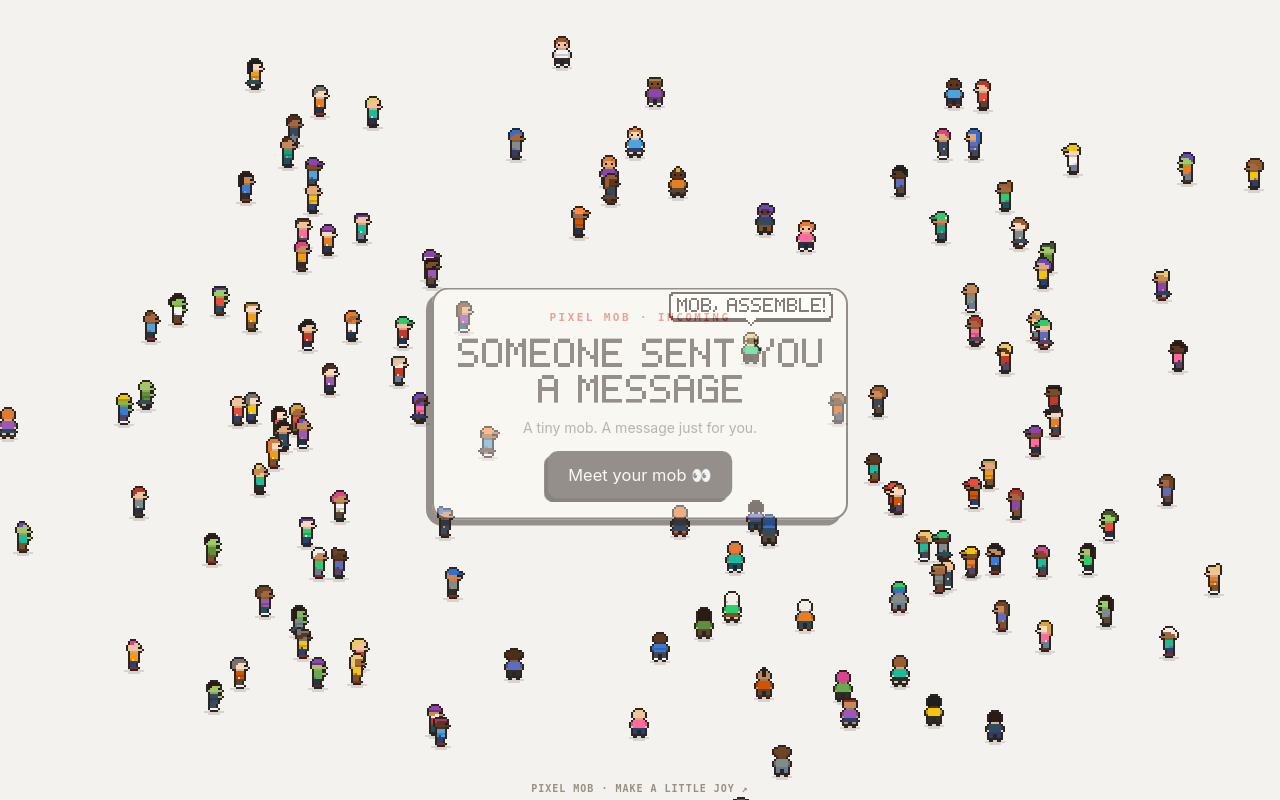 MOB, ASSEMBLE!
PIXEL MOB · INCOMING
SOMEONE SENT YOU
A MESSAGE
A tiny mob. A message just for you.
Meet your mob 👀
PIXEL MOB · MAKE A LITTLE JOY ↗